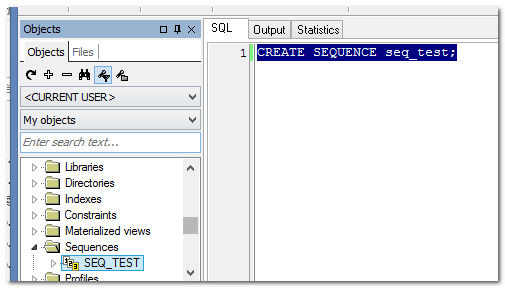 Objects
Objects Files
<CURRENT USER>
My objects
Enter search text...
Libraries
Directories
Indexes
Constraints
Materialized views
Sequences
SEQ_TEST
Profiles
SQL Output Statistics
1 CREATE SEQUENCE seq_test;